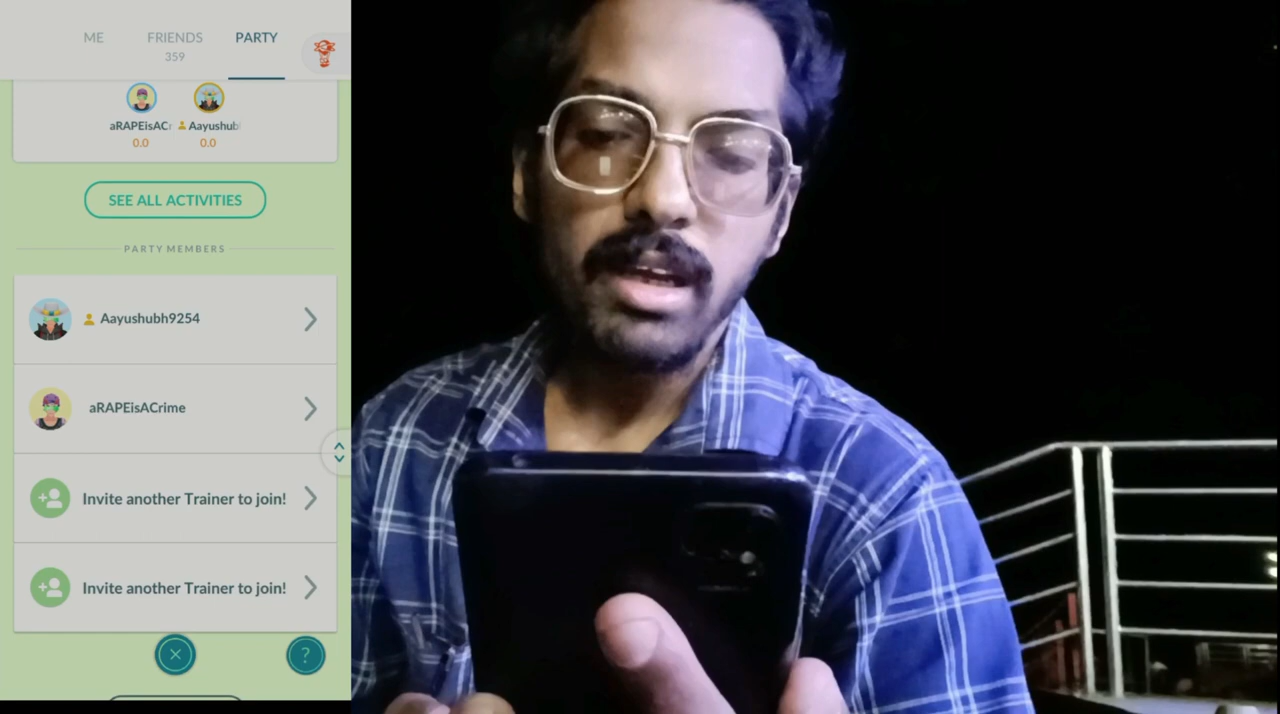 ME FRIENDS PARTY
359
aRAPEisACr Aayushub
0.0 0.0
SEE ALL ACTIVITIES
PARTY MEMBERS
Aayushubh9254
aRAPEisACrime
Invite another Trainer to join!
Invite another Trainer to join!
?